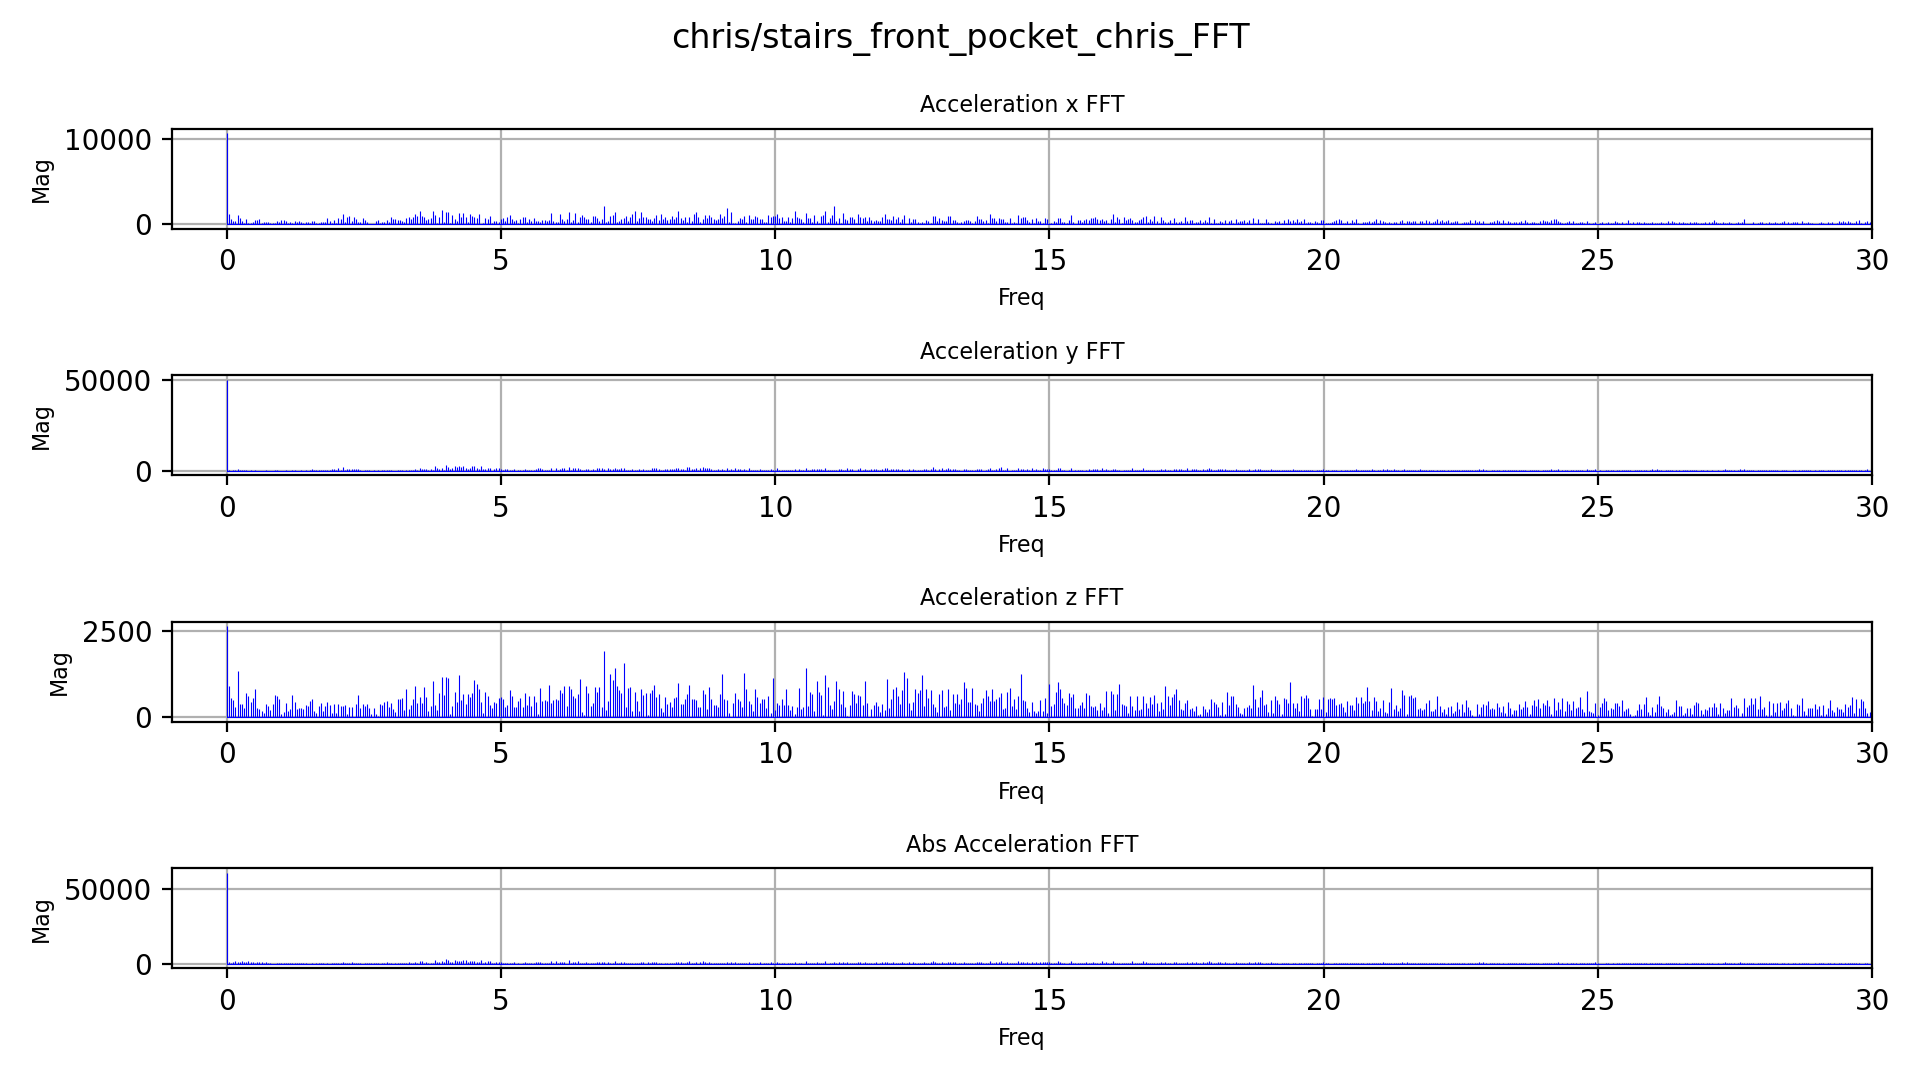 chris/stairs_front_pocket_chris_FFT
Acceleration x FFT
Mag
10000
0
0 5 10 15 20 25 30
Freq
Acceleration y FFT
Mag
50000
0
0 5 10 15 20 25 30
Freq
Acceleration z FFT
Mag
2500
0
0 5 10 15 20 25 30
Freq
Abs Acceleration FFT
Mag
50000
0
0 5 10 15 20 25 30
Freq